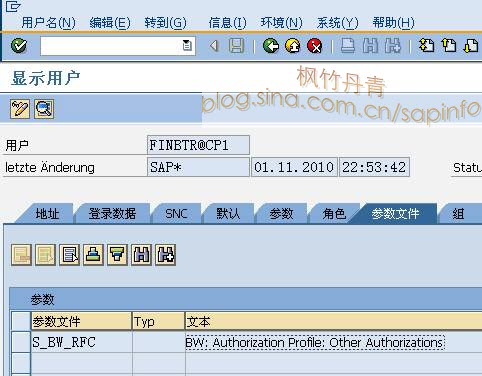 用户名(N) 编辑(E) 转到(G) 信息(I) 环境(N) 系统(Y) 帮助(H)
枫竹丹青
显示用户
blog.sina.com.cn/sapinfo
用户 FINBTR@CP1
letzte Änderung SAP* 01.11.2010 22:53:42 Statu
地址 登录数据 SNC 默认 参数 角色 参数文件 组
参数
参数文件 Typ 文本
S_BW_RFC BW: Authorization Profile: Other Authorizations